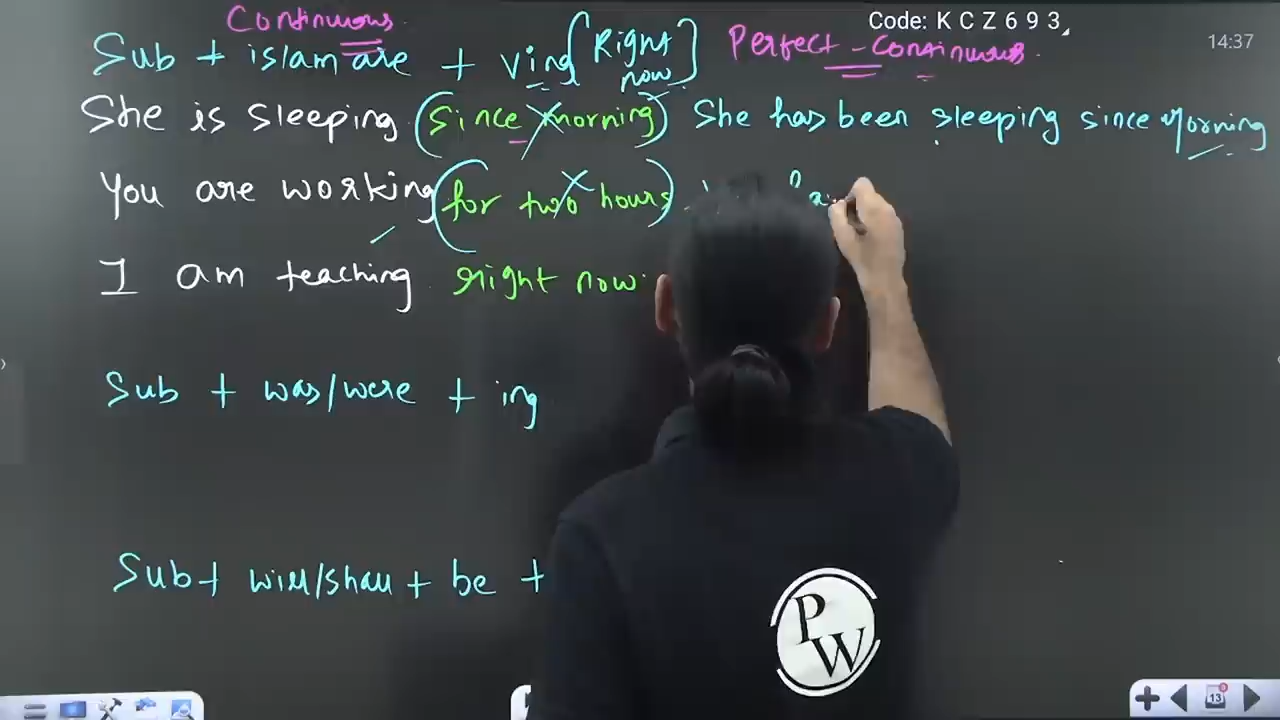 Code: K C Z 6 9 3
14:37
Continuous
Perfect - Continuous
Sub + is/am are + ving [Right now]
She is sleeping (since morning) She has been sleeping since Morning
You are working (for two hours)
I am teaching right now
Sub + was/were + ing
Sub + will/shall + be +
P
W
13